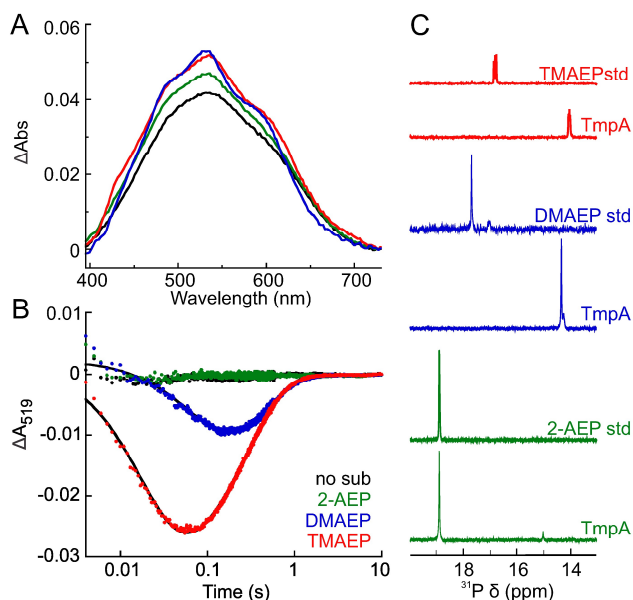 A
0.06
0.04
0.02
0
ΔAbs
400
500
600
700
Wavelength (nm)
B
0.01
0
-0.01
-0.02
-0.03
ΔA519
no sub
2-AEP
DMAEP
TMAEP
0.01
0.1
1
10
Time (s)
C
TMAEPstd
TmpA
DMAEP std
TmpA
2-AEP std
TmpA
18
16
14
31P δ (ppm)